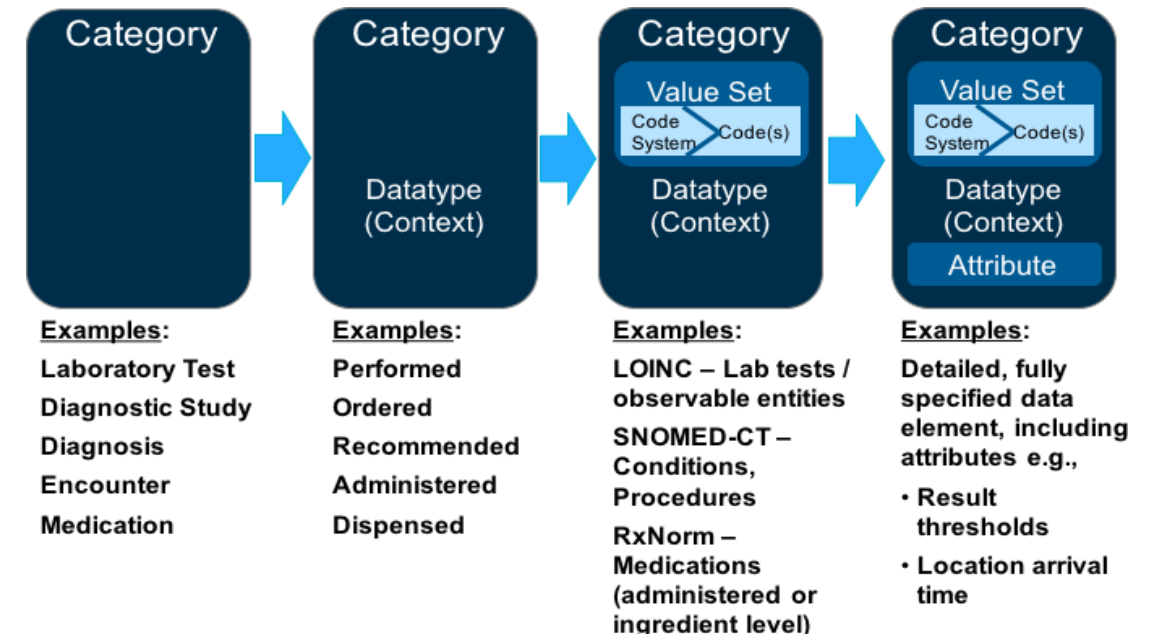 Category
Examples:
Laboratory Test
Diagnostic Study
Diagnosis
Encounter
Medication
Category
Datatype
(Context)
Examples:
Performed
Ordered
Recommended
Administered
Dispensed
Category
Value Set
Code
System
Code(s)
Datatype
(Context)
Examples:
LOINC – Lab tests /
observable entities
SNOMED-CT –
Conditions,
Procedures
RxNorm –
Medications
(administered or
ingredient level)
Category
Value Set
Code
System
Code(s)
Datatype
(Context)
Attribute
Examples:
Detailed, fully
specified data
element, including
attributes e.g.,
• Result
thresholds
• Location arrival
time